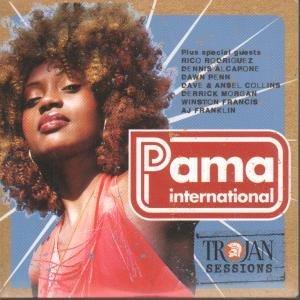 Plus special guests
RICO RODRIGUEZ
DENNIS ALCAPONE
DAWN PENN
DAVE & ANSEL COLLINS
DERRICK MORGAN
WINSTON FRANCIS
AJ FRANKLIN
Pama
international
TROJAN
SESSIONS